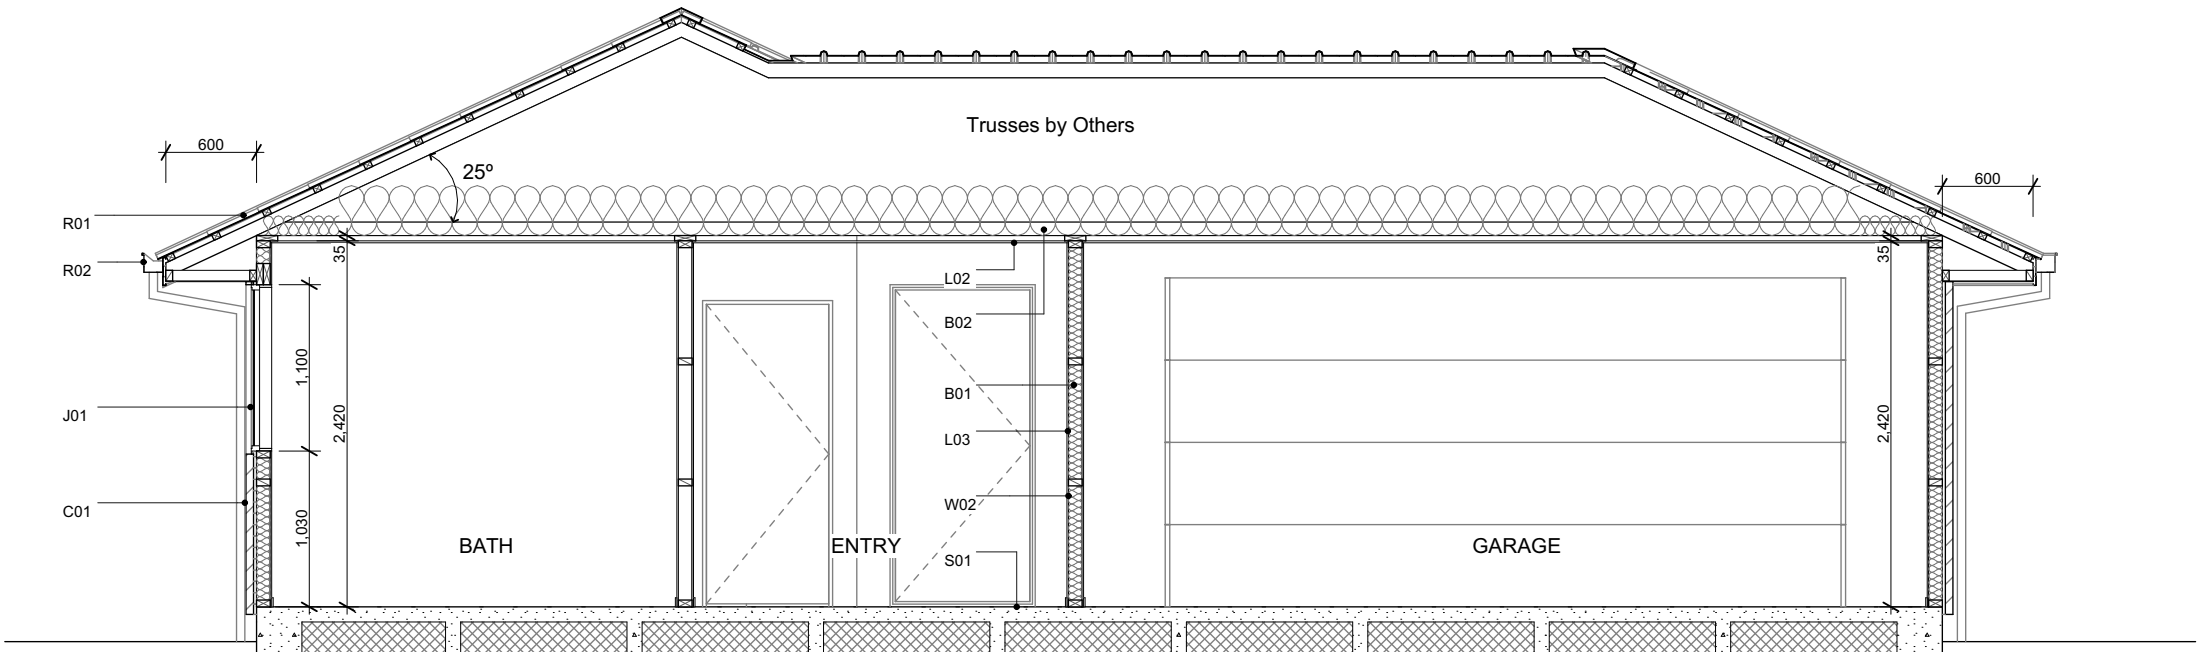 Trusses by Others
600
25º
600
R01
R02
35
35
L02
B02
1,100
J01
B01
2,420
2,420
L03
C01
W02
1,030
BATH
ENTRY
GARAGE
S01